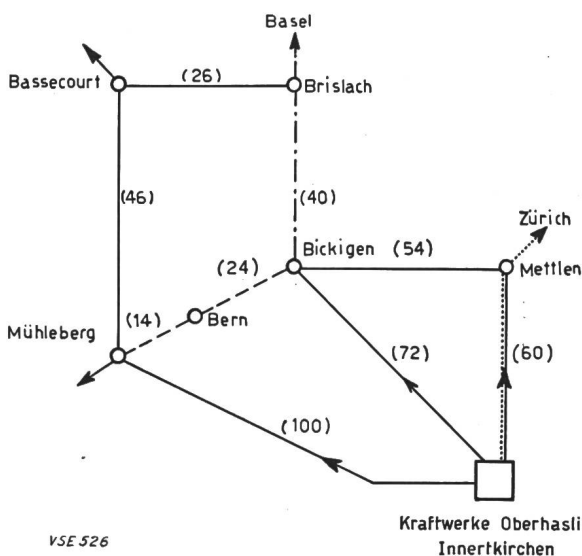 Basel
Bassecourt
(26)
Brislach
(46)
(40)
Zürich
Bickigen
(54)
Mettlen
(24)
(14)
Bern
Mühleberg
(72)
(60)
(100)
Kraftwerke Oberhasli
Innertkirchen
VSE 526